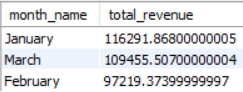 month_name total_revenue
January 116291.86800000005
March 109455.50700000004
February 97219.37399999997